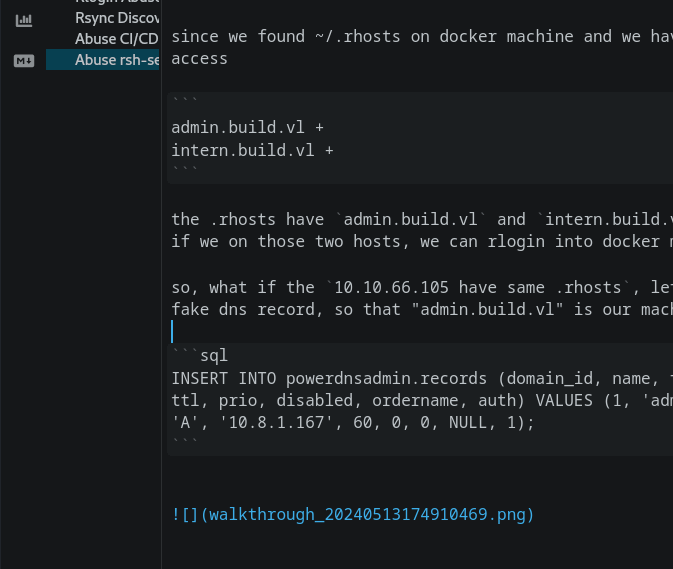 Rsync Discov
Abuse CI/CD
Abuse rsh-se
since we found ~/.rhosts on docker machine and we hav
access
```
admin.build.vl +
intern.build.vl +
```
the .rhosts have `admin.build.vl` and `intern.build.v
if we on those two hosts, we can rlogin into docker m
so, what if the `10.10.66.105 have same .rhosts`, let
fake dns record, so that "admin.build.vl" is our mach
```sql
INSERT INTO powerdnsadmin.records (domain_id, name, t
ttl, prio, disabled, ordername, auth) VALUES (1, 'adm
'A', '10.8.1.167', 60, 0, 0, NULL, 1);
```
![](walkthrough_20240513174910469.png)